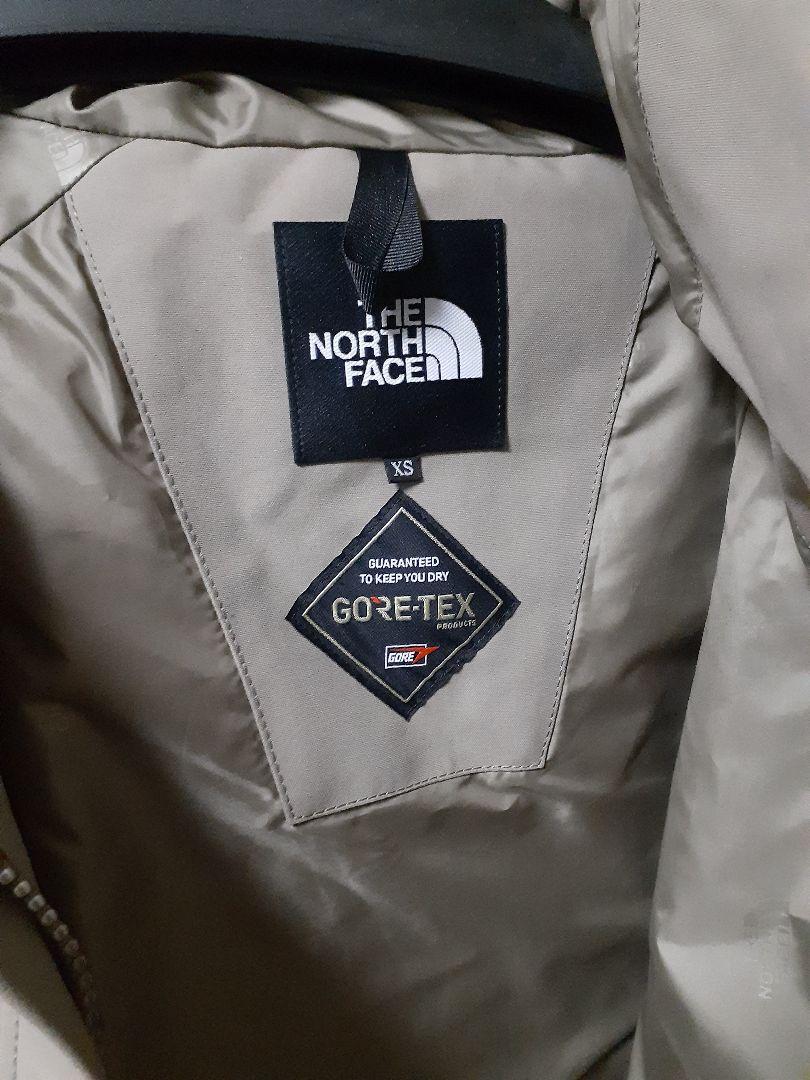 THE
NORTH
FACE
XS
GUARANTEED
TO KEEP YOU DRY
GORE-TEX
PRODUCTS
GORE